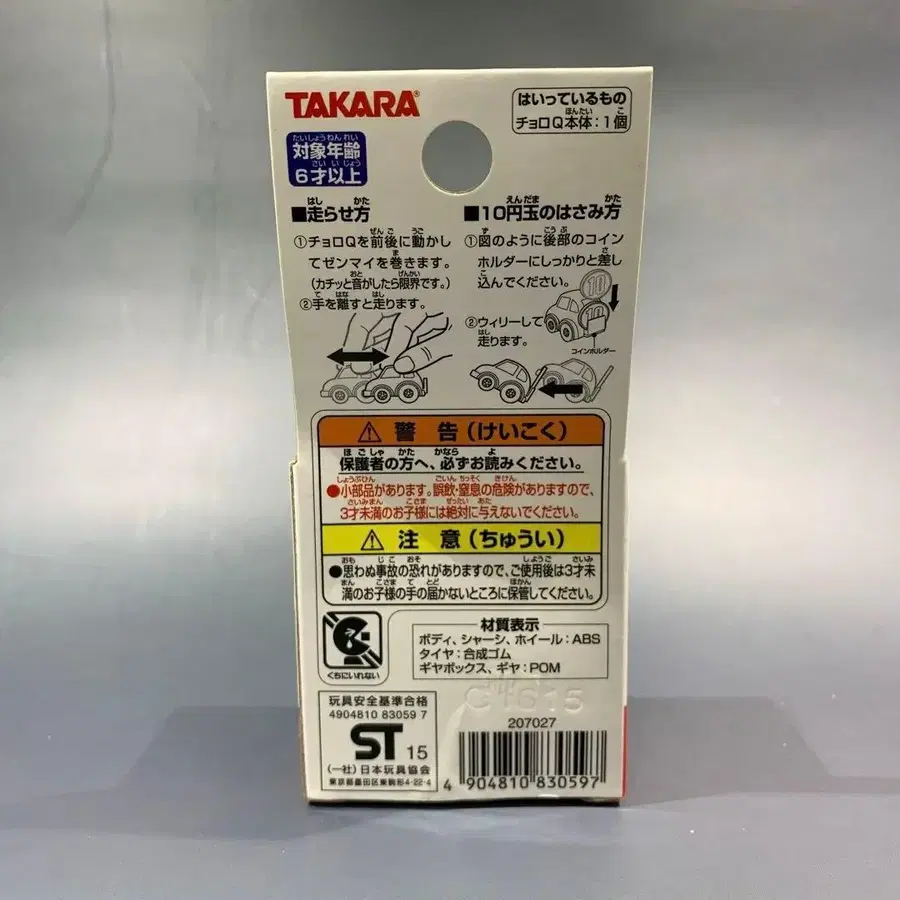 TAKARA®
はいっているもの
チョロQ本体：1個
対象年齢
6才以上
■走らせ方
①チョロQを前後に動かし
てゼンマイを巻きます。
(カチッと音がしたら限界です。)
②手を離すと走ります。
■10円玉のはさみ方
①図のように後部のコイン
ホルダーにしっかりと差し
込んでください。
10
10
②ウィリーして
走ります。
コインホルダー
⚠ 警告(けいこく)
保護者の方へ、必ずお読みください。
●小部品があります。誤飲・窒息の危険がありますので、
3才未満のお子様には絶対に与えないでください。
⚠ 注意(ちゅうい)
●思わぬ事故の恐れがありますので、ご使用後は3才未
満のお子様の手の届かないところに保管してください。
くちにいれない
材質表示
ボディ、シャーシ、ホイール：ABS
タイヤ：合成ゴム
ギヤボックス、ギヤ：POM
玩具安全基準合格
4904810 83059 7
ST 15
(一社)日本玩具協会
東京都墨田区東駒形4-22-4
207027
4 904810 830597